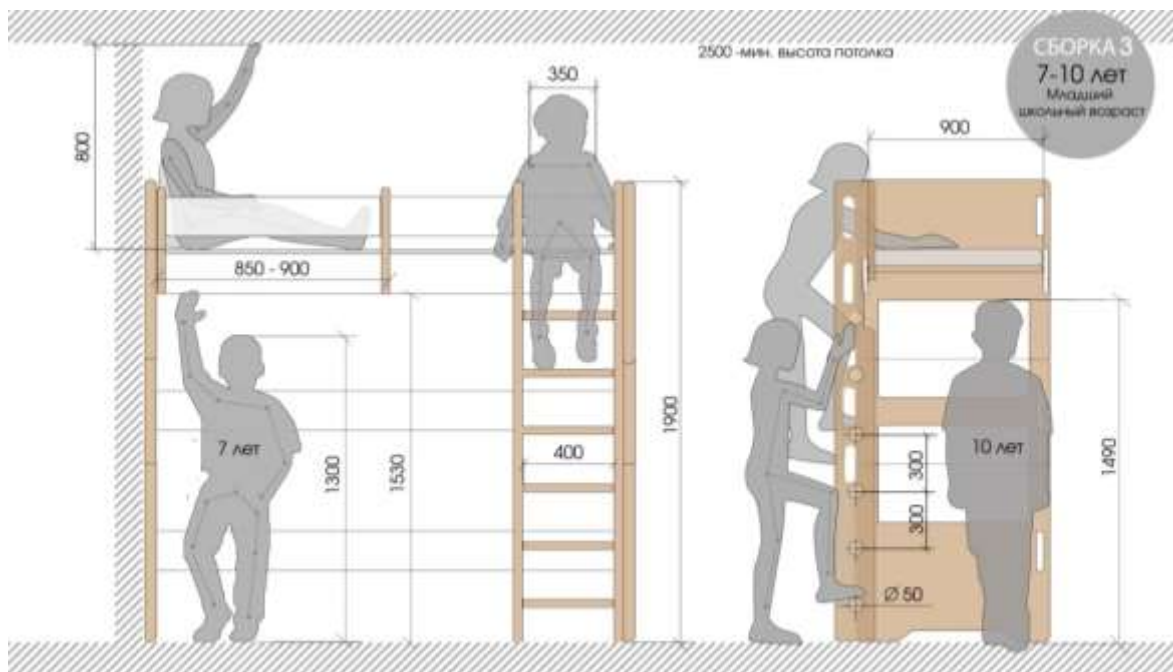 2500 -мин. высота потолка
СБОРКА 3
7-10 лет
Младший
школьный возраст
350
900
800
850 - 900
7 лет
1300
1530
400
1900
300
300
10 лет
1490
Ø 50